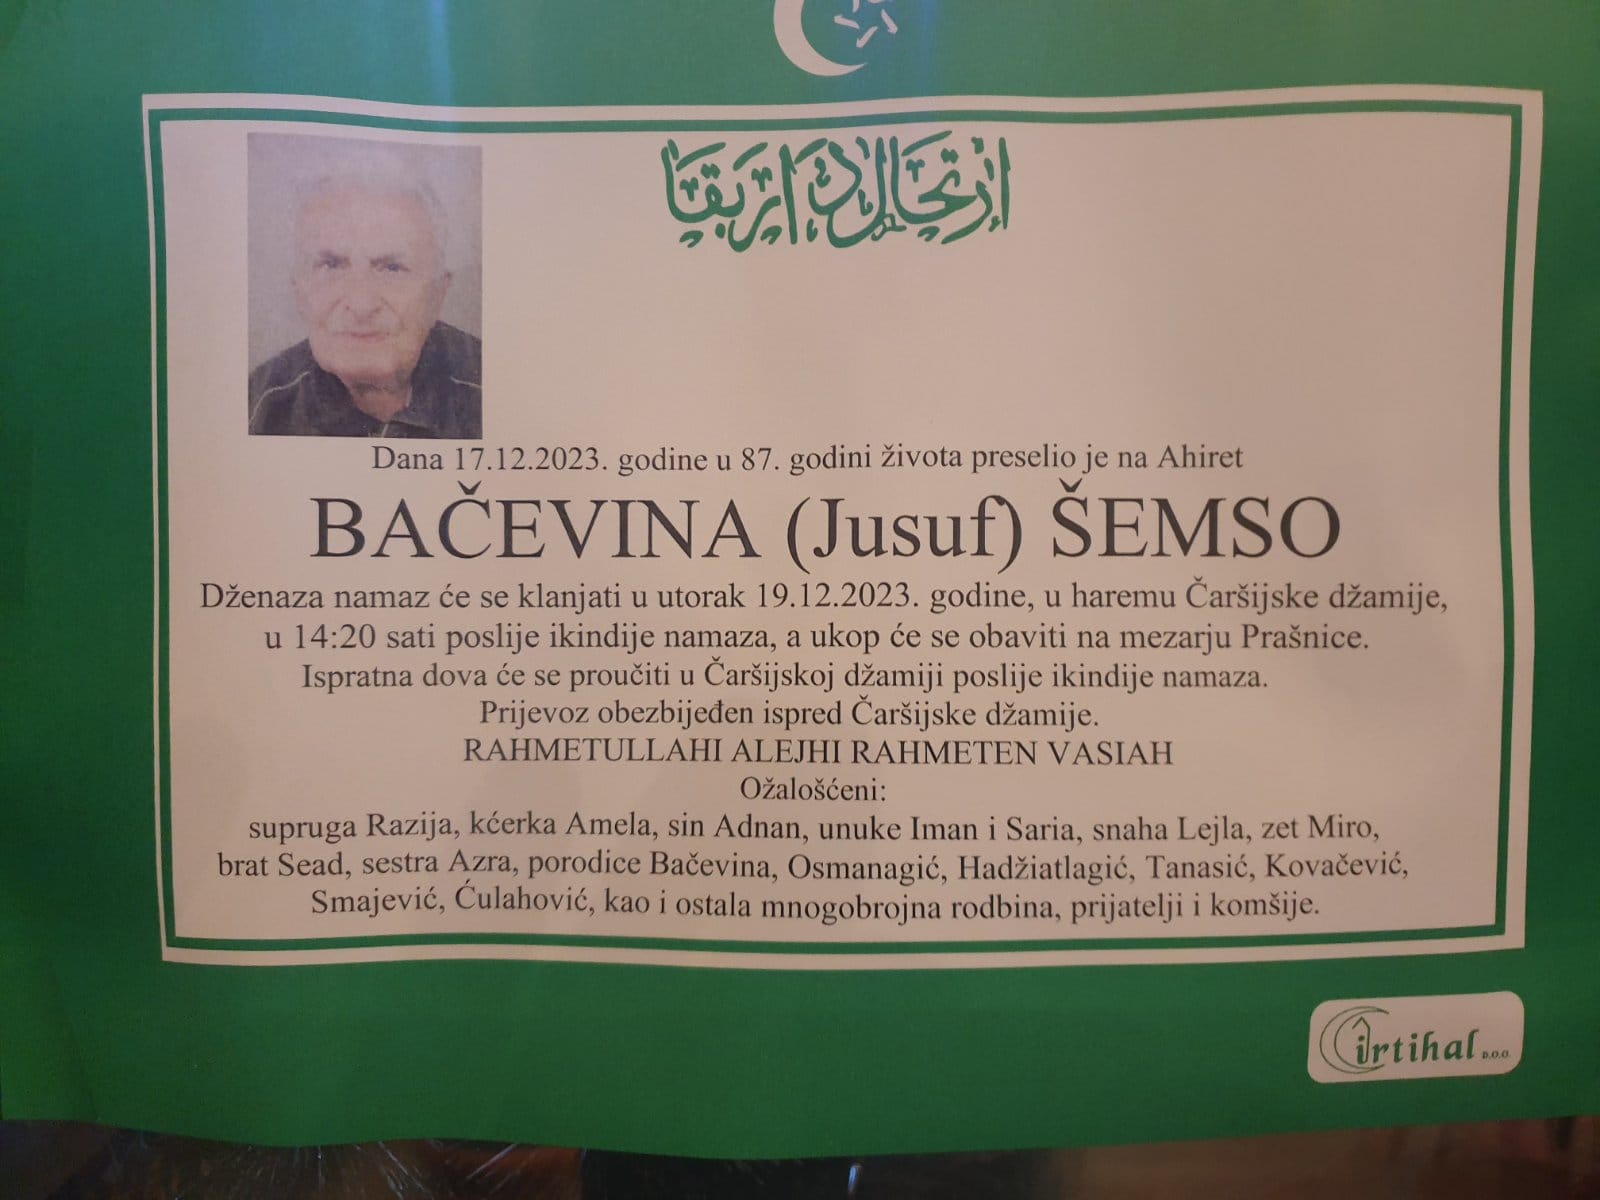 إرتحال دار بقا
Dana 17.12.2023. godine u 87. godini života preselio je na Ahiret
BAČEVINA (Jusuf) ŠEMSO
Dženaza namaz će se klanjati u utorak 19.12.2023. godine, u haremu Čaršijske džamije,
u 14:20 sati poslije ikindije namaza, a ukop će se obaviti na mezarju Prašnice.
Ispratna dova će se proučiti u Čaršijskoj džamiji poslije ikindije namaza.
Prijevoz obezbijeđen ispred Čaršijske džamije.
RAHMETULLAHI ALEJHI RAHMETEN VASIAH
Ožalošćeni:
supruga Razija, kćerka Amela, sin Adnan, unuke Iman i Saria, snaha Lejla, zet Miro,
brat Sead, sestra Azra, porodice Bačevina, Osmanagić, Hadžiatlagić, Tanasić, Kovačević,
Smajević, Ćulahović, kao i ostala mnogobrojna rodbina, prijatelji i komšije.
irtihal D.O.O.